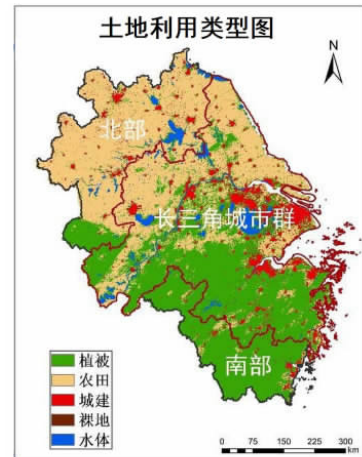 土地利用类型图
N
北部
长三角城市群
南部
植被
农田
城建
裸地
水体
0 75 150 225 300
km